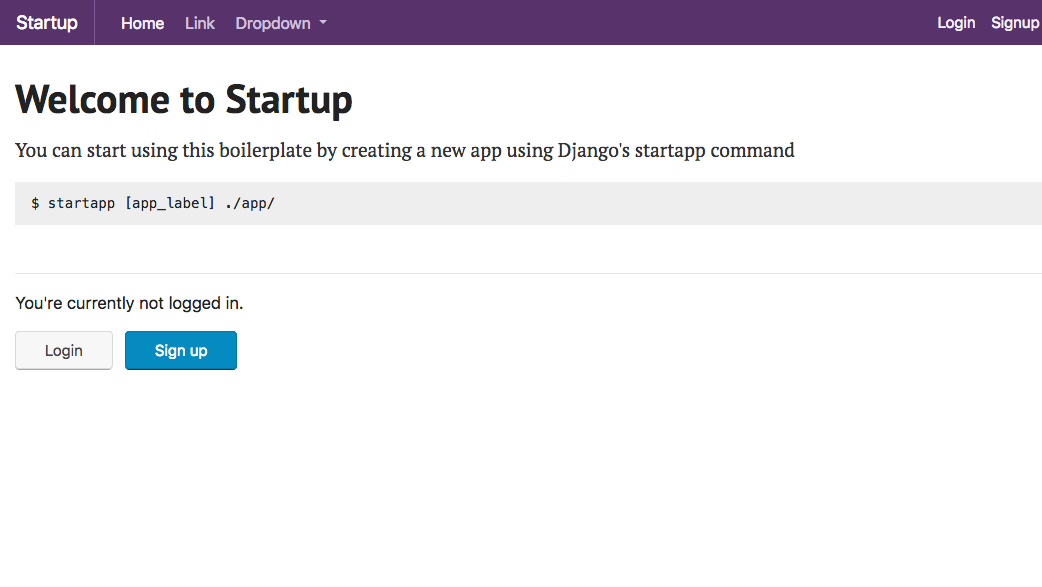 Startup Home Link Dropdown Login Signup
Welcome to Startup
You can start using this boilerplate by creating a new app using Django's startapp command
$ startapp [app_label] ./app/
You're currently not logged in.
Login Sign up